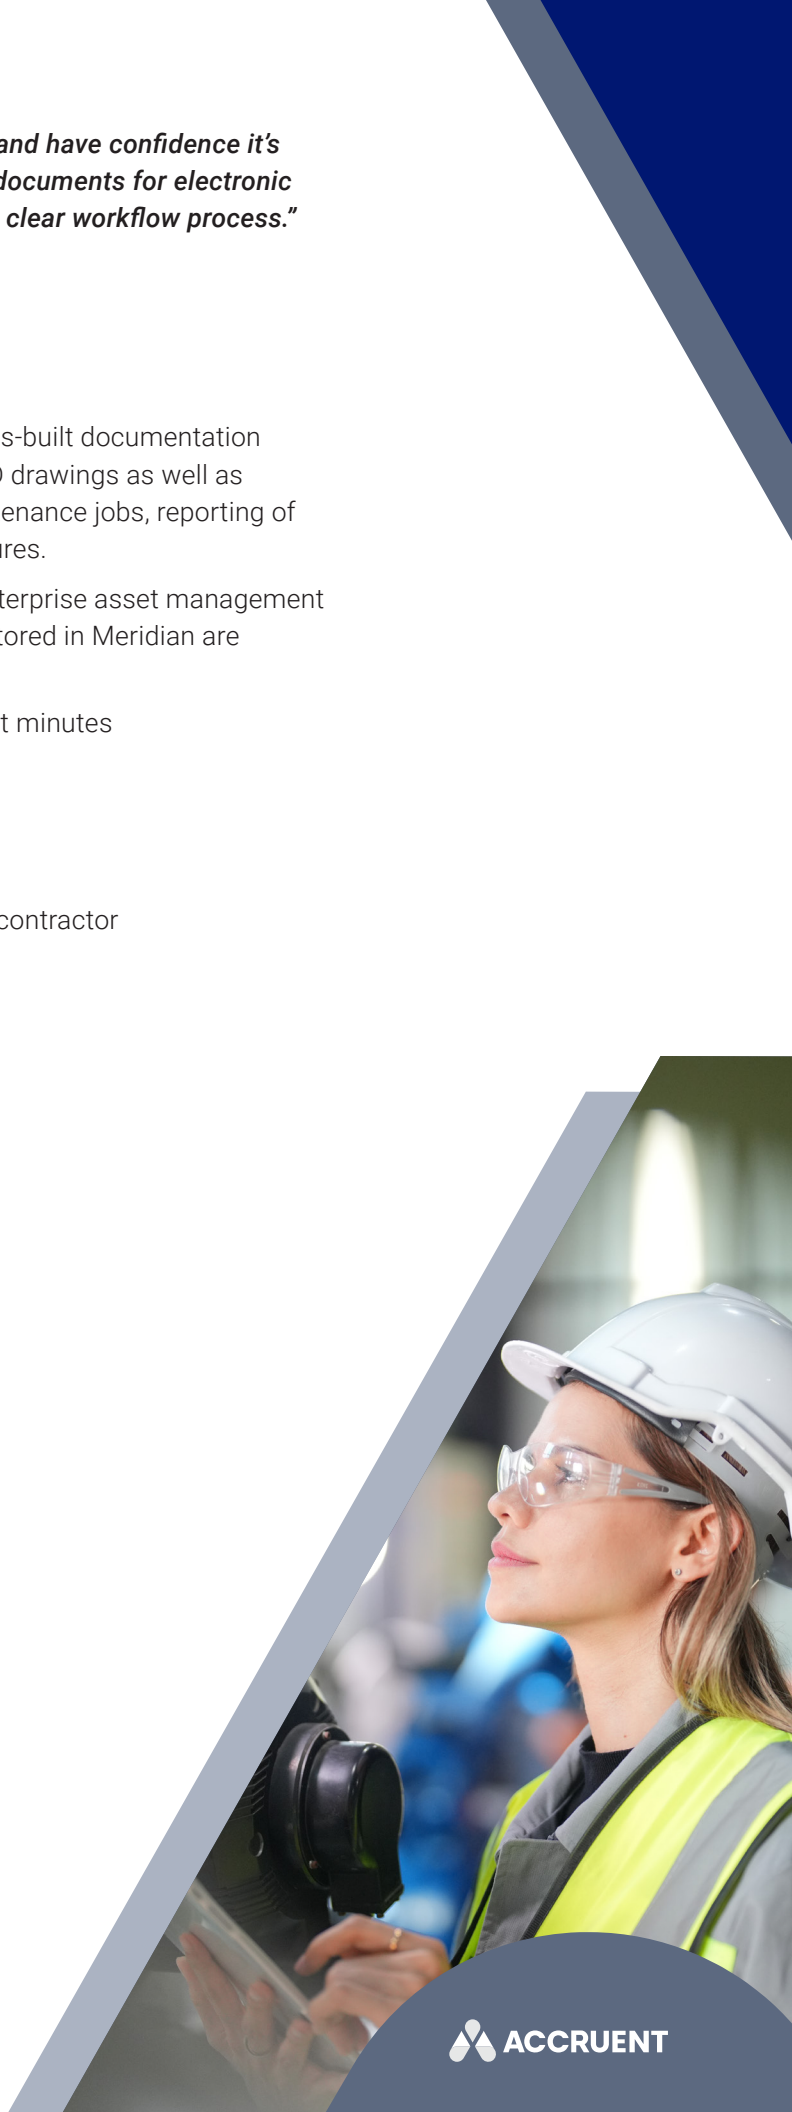 and have confidence it’s
documents for electronic
clear workflow process.”
s-built documentation
drawings as well as
enance jobs, reporting of
res.
terprise asset management
tored in Meridian are
t minutes
contractor
ACCRUENT